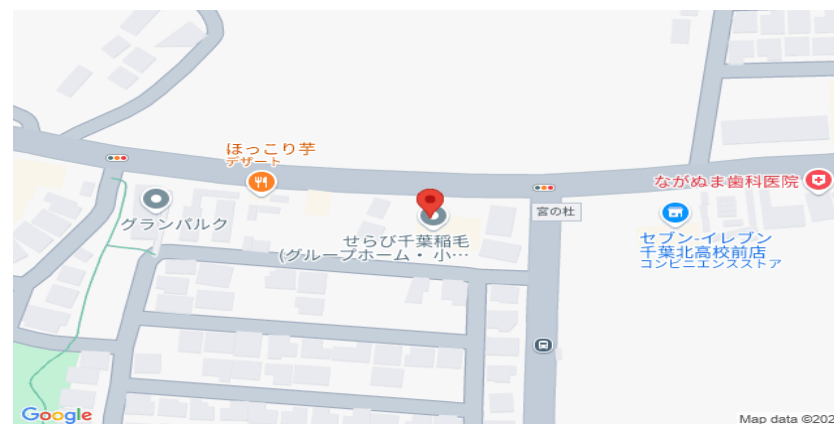 ほっこり芋
デザート
グランパルク
せらび千葉稲毛
(グループホーム・ 小…
宮の杜
ながぬま歯科医院
セブン-イレブン
千葉北高校前店
コンビニエンスストア
Google
Map data ©202